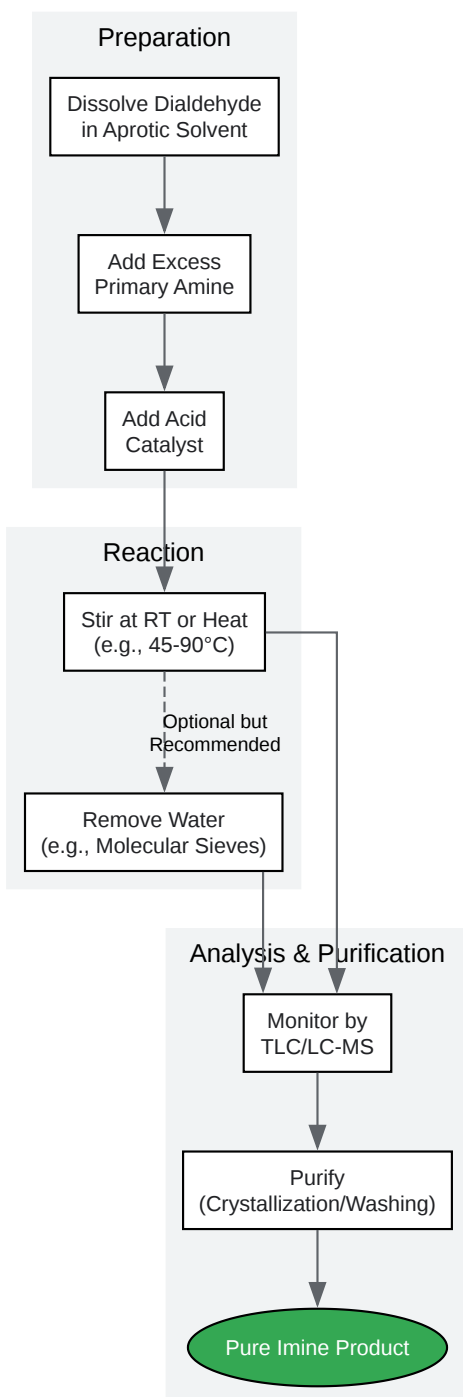 Preparation
Dissolve Dialdehyde
in Aprotic Solvent
Add Excess
Primary Amine
Add Acid
Catalyst
Reaction
Stir at RT or Heat
(e.g., 45-90°C)
Optional but
Recommended
Remove Water
(e.g., Molecular Sieves)
Analysis & Purification
Monitor by
TLC/LC-MS
Purify
(Crystallization/Washing)
Pure Imine Product